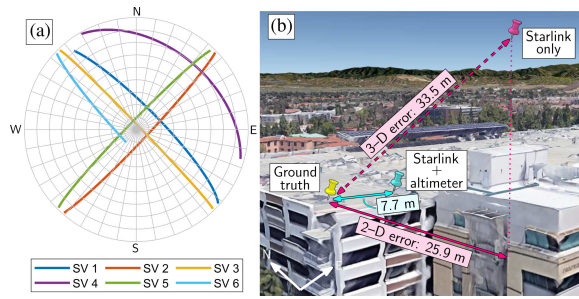 (a)
N
W
E
S
SV 1
SV 2
SV 3
SV 4
SV 5
SV 6
(b)
Starlink
only
3-D error: 33.5 m
Ground
truth
Starlink
+
altimeter
7.7 m
2-D error: 25.9 m